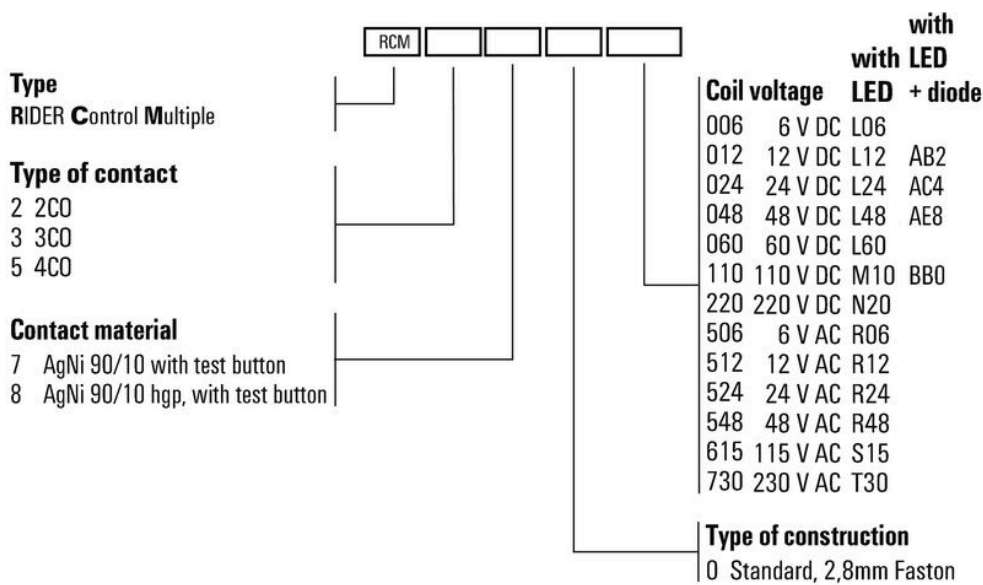 RCM
Type
RIDER Control Multiple
Type of contact
2 2CO
3 3CO
5 4CO
Contact material
7 AgNi 90/10 with test button
8 AgNi 90/10 hgp, with test button
with
with LED
Coil voltage LED + diode
006 6 V DC L06
012 12 V DC L12 AB2
024 24 V DC L24 AC4
048 48 V DC L48 AE8
060 60 V DC L60
110 110 V DC M10 BB0
220 220 V DC N20
506 6 V AC R06
512 12 V AC R12
524 24 V AC R24
548 48 V AC R48
615 115 V AC S15
730 230 V AC T30
Type of construction
0 Standard, 2,8mm Faston